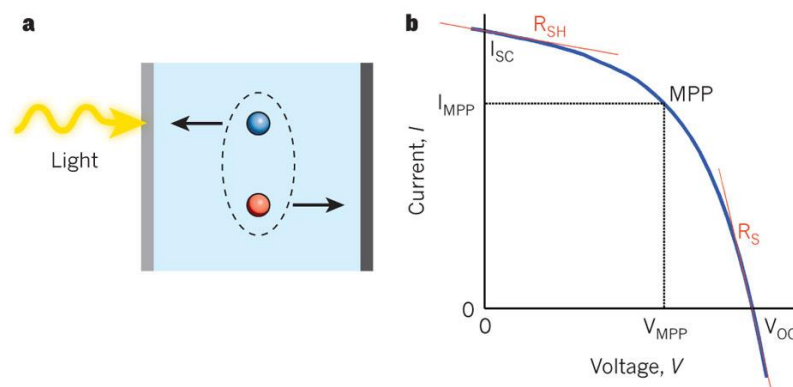 a
Light
b
R_SH
I_SC
I_MPP
MPP
Current, I
R_S
0
0
V_MPP
V_OC
Voltage, V